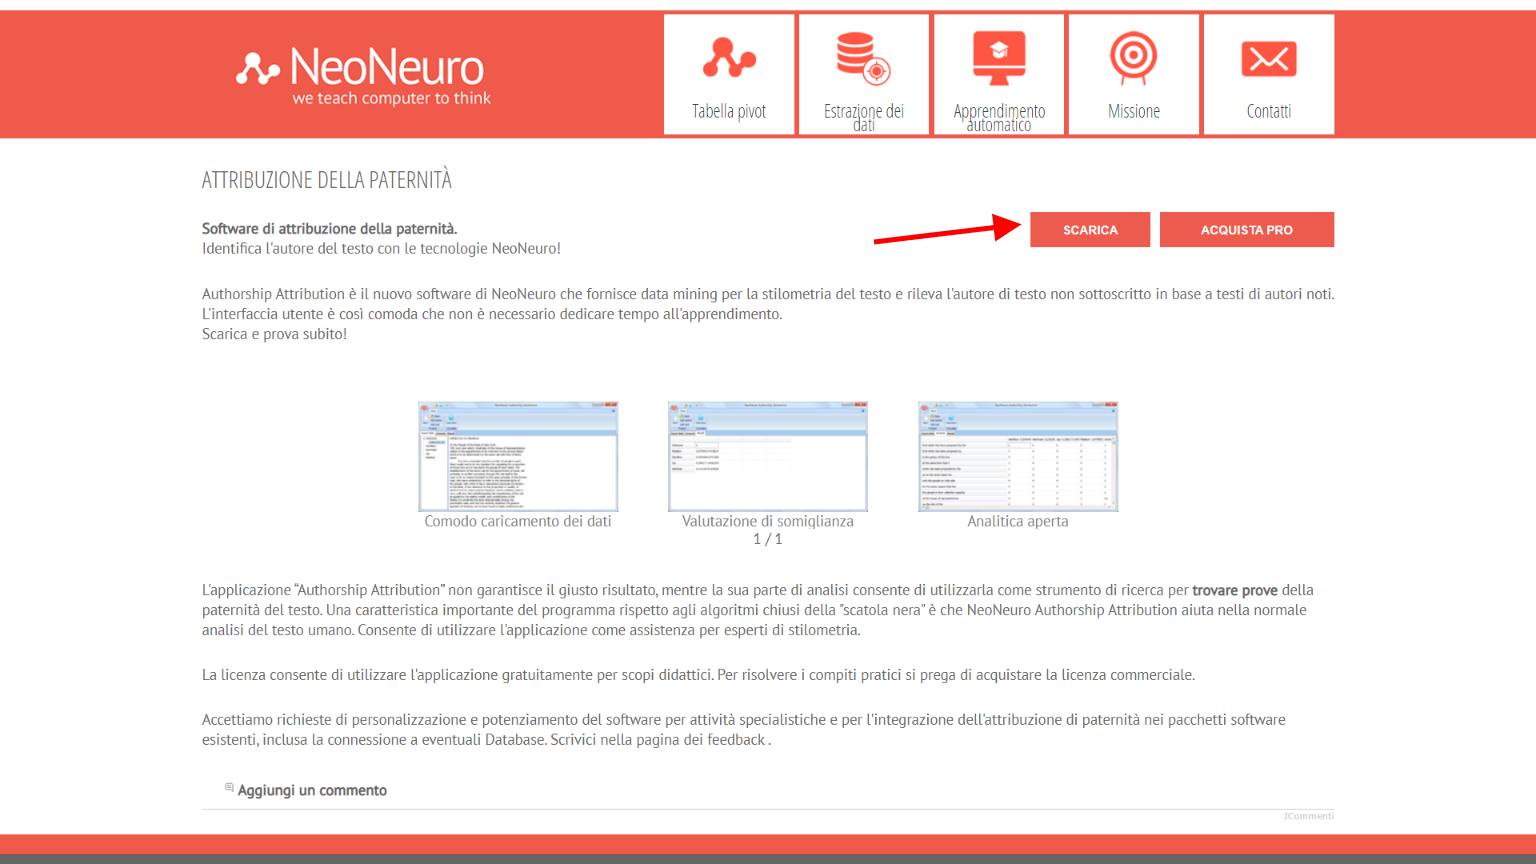 NeoNeuro
we teach computer to think
Tabella pivot
Estrazione dei
dati
Apprendimento
automatico
Missione
Contatti
ATTRIBUZIONE DELLA PATERNITÀ
Software di attribuzione della paternità.
Identifica l'autore del testo con le tecnologie NeoNeuro!
SCARICA
ACQUISTA PRO
Authorship Attribution è il nuovo software di NeoNeuro che fornisce data mining per la stilometria del testo e rileva l'autore di testo non sottoscritto in base a testi di autori noti.
L'interfaccia utente è così comoda che non è necessario dedicare tempo all'apprendimento.
Scarica e prova subito!
Comodo caricamento dei dati
Valutazione di somiglianza
Analitica aperta
1 / 1
L'applicazione “Authorship Attribution” non garantisce il giusto risultato, mentre la sua parte di analisi consente di utilizzarla come strumento di ricerca per trovare prove della
paternità del testo. Una caratteristica importante del programma rispetto agli algoritmi chiusi della "scatola nera" è che NeoNeuro Authorship Attribution aiuta nella normale
analisi del testo umano. Consente di utilizzare l'applicazione come assistenza per esperti di stilometria.
La licenza consente di utilizzare l'applicazione gratuitamente per scopi didattici. Per risolvere i compiti pratici si prega di acquistare la licenza commerciale.
Accettiamo richieste di personalizzazione e potenziamento del software per attività specialistiche e per l'integrazione dell'attribuzione di paternità nei pacchetti software
esistenti, inclusa la connessione a eventuali Database. Scrivici nella pagina dei feedback .
Aggiungi un commento
JCommenti